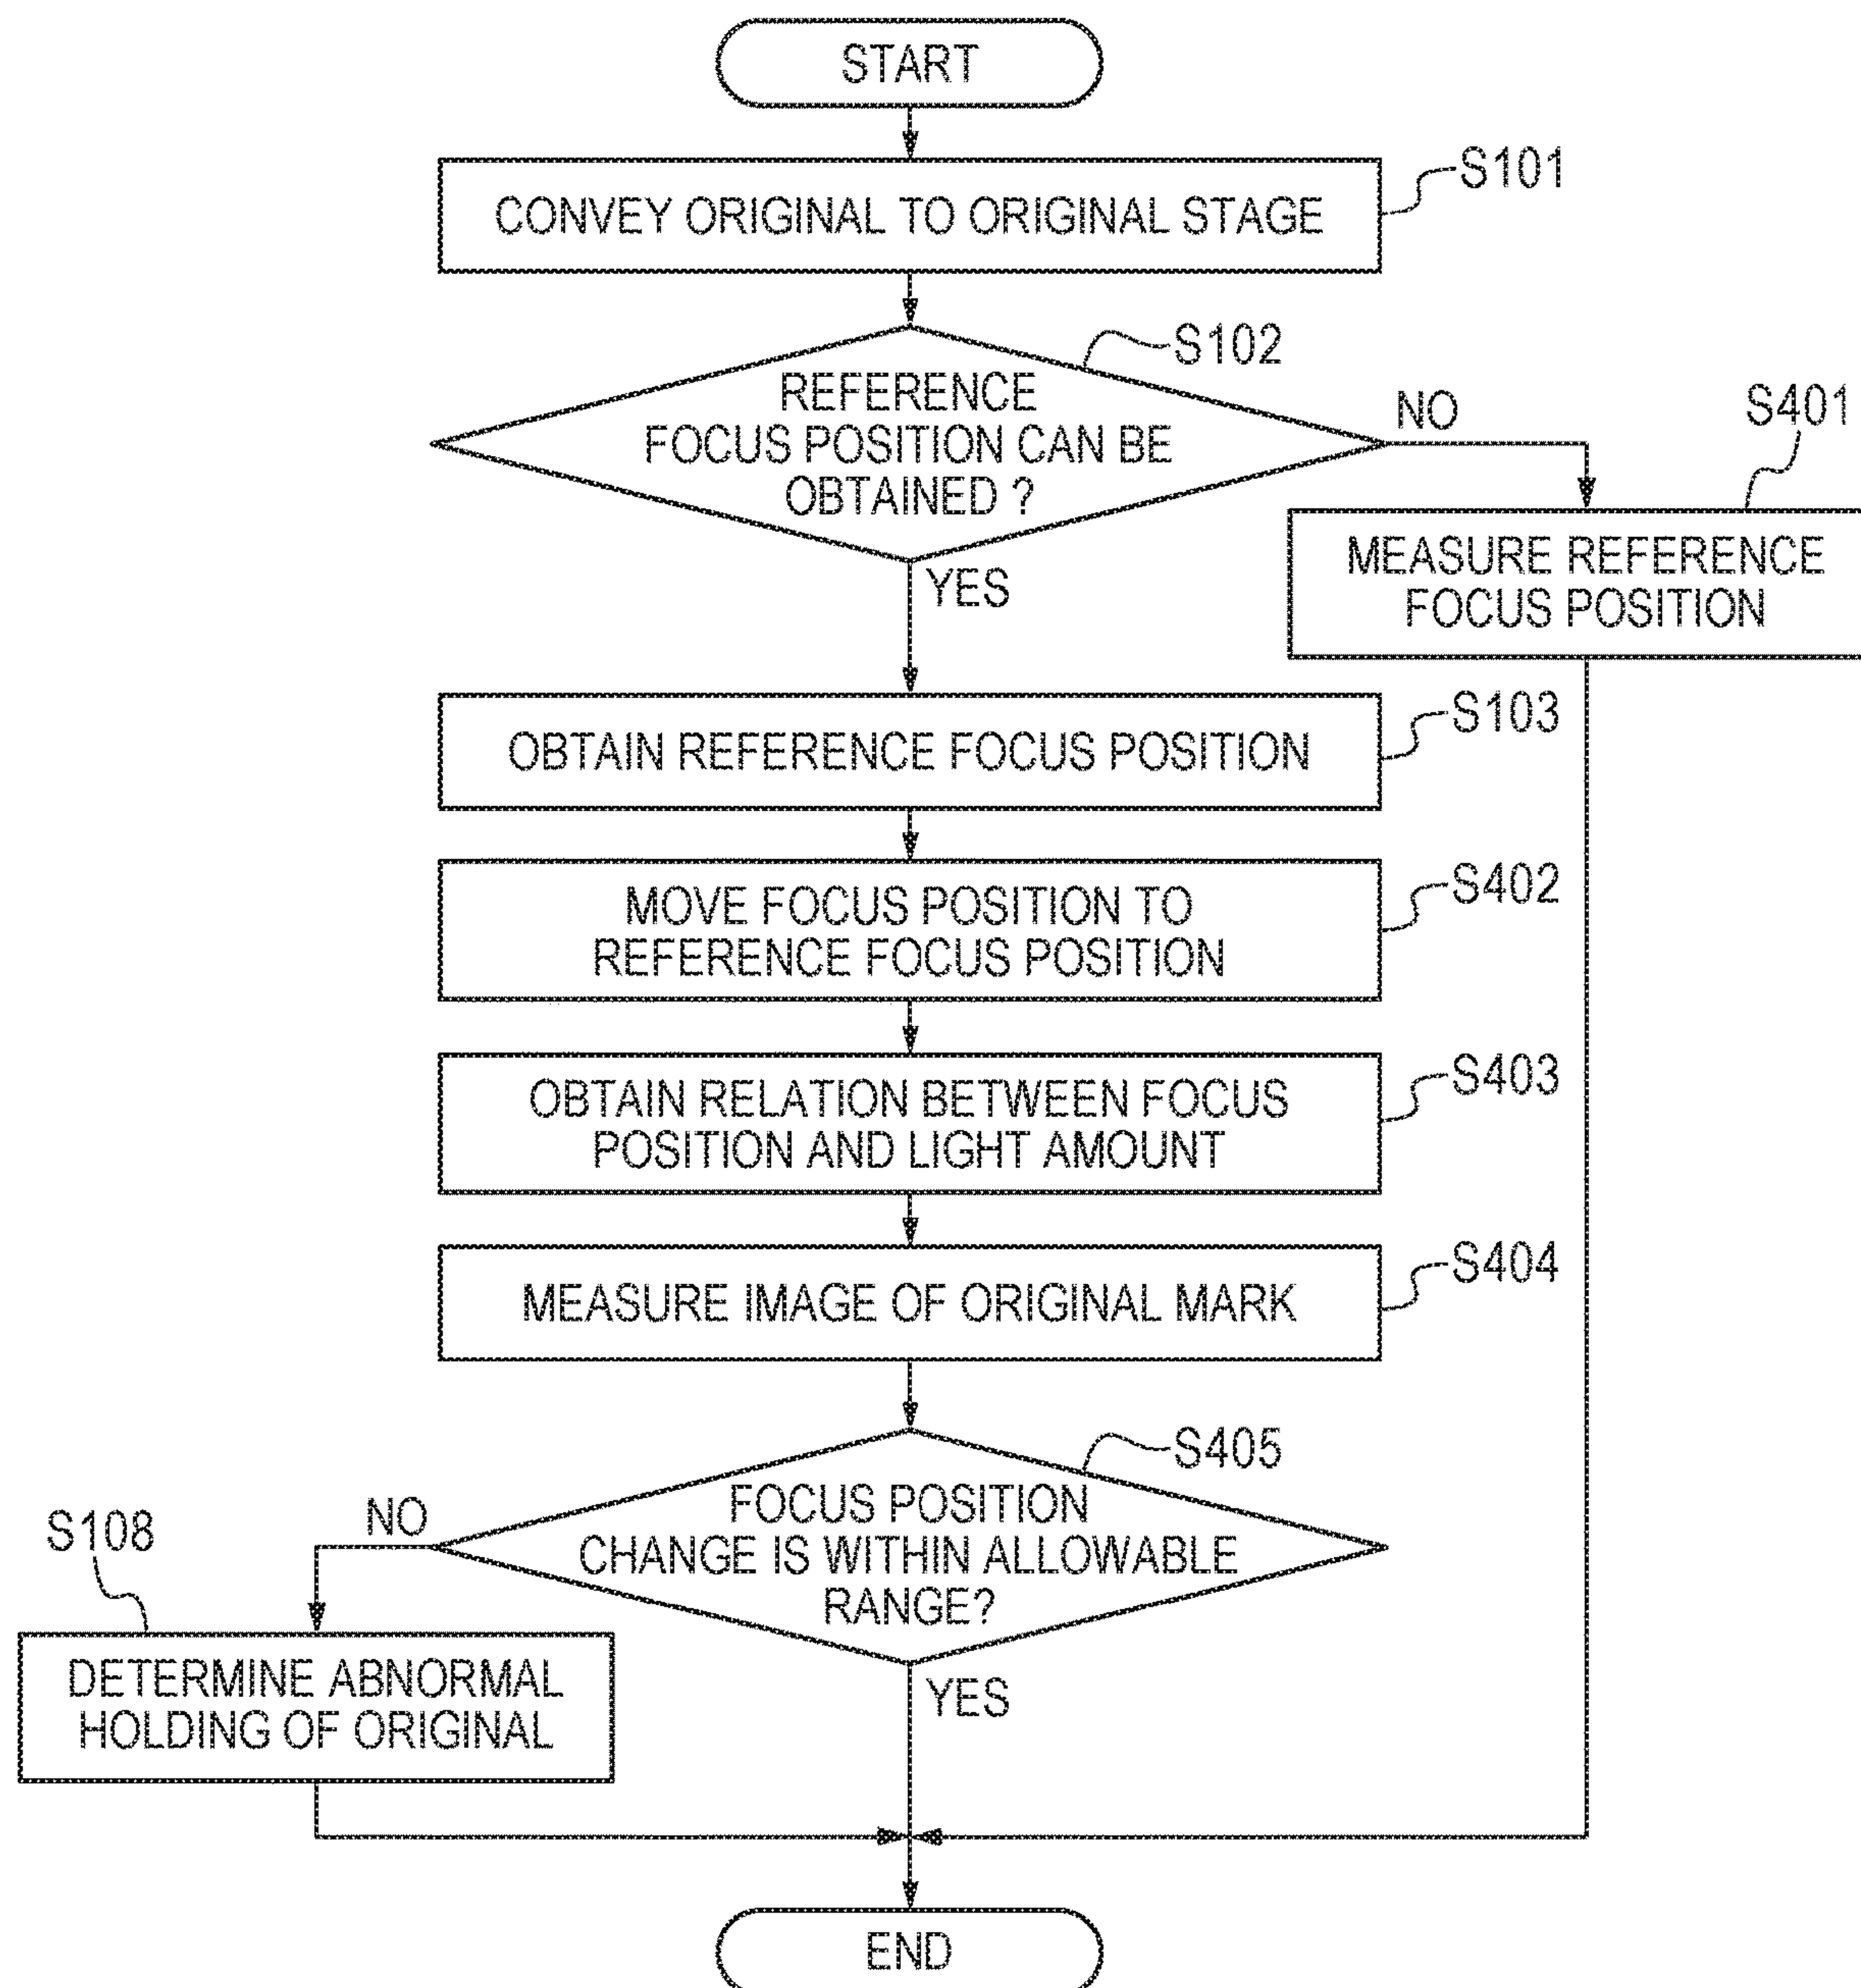 START
CONVEY ORIGINAL TO ORIGINAL STAGE
S101
S102
REFERENCE
FOCUS POSITION CAN BE
OBTAINED ?
NO
S401
MEASURE REFERENCE
FOCUS POSITION
YES
OBTAIN REFERENCE FOCUS POSITION
S103
MOVE FOCUS POSITION TO
REFERENCE FOCUS POSITION
S402
OBTAIN RELATION BETWEEN FOCUS
POSITION AND LIGHT AMOUNT
S403
MEASURE IMAGE OF ORIGINAL MARK
S404
S405
FOCUS POSITION
CHANGE IS WITHIN ALLOWABLE
RANGE?
NO
S108
DETERMINE ABNORMAL
HOLDING OF ORIGINAL
YES
END